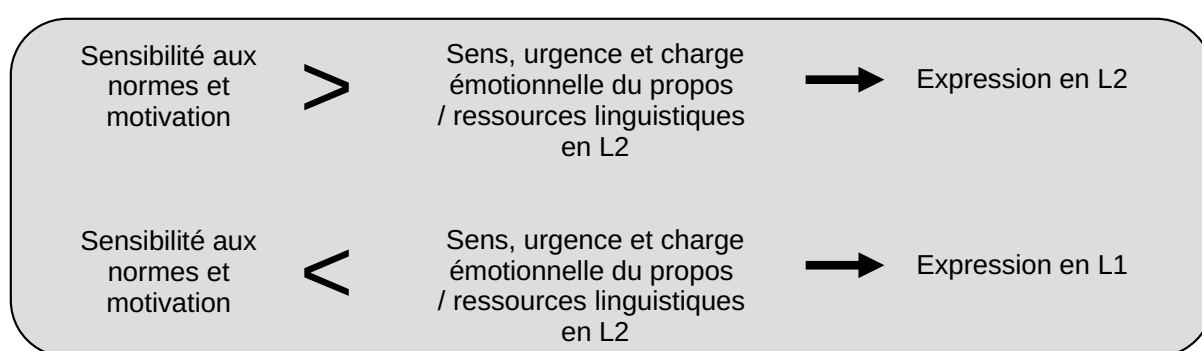 Sensibilité aux
normes et
motivation
>
Sens, urgence et charge
émotionnelle du propos
/ ressources linguistiques
en L2
Expression en L2
Sensibilité aux
normes et
motivation
<
Sens, urgence et charge
émotionnelle du propos
/ ressources linguistiques
en L2
Expression en L1